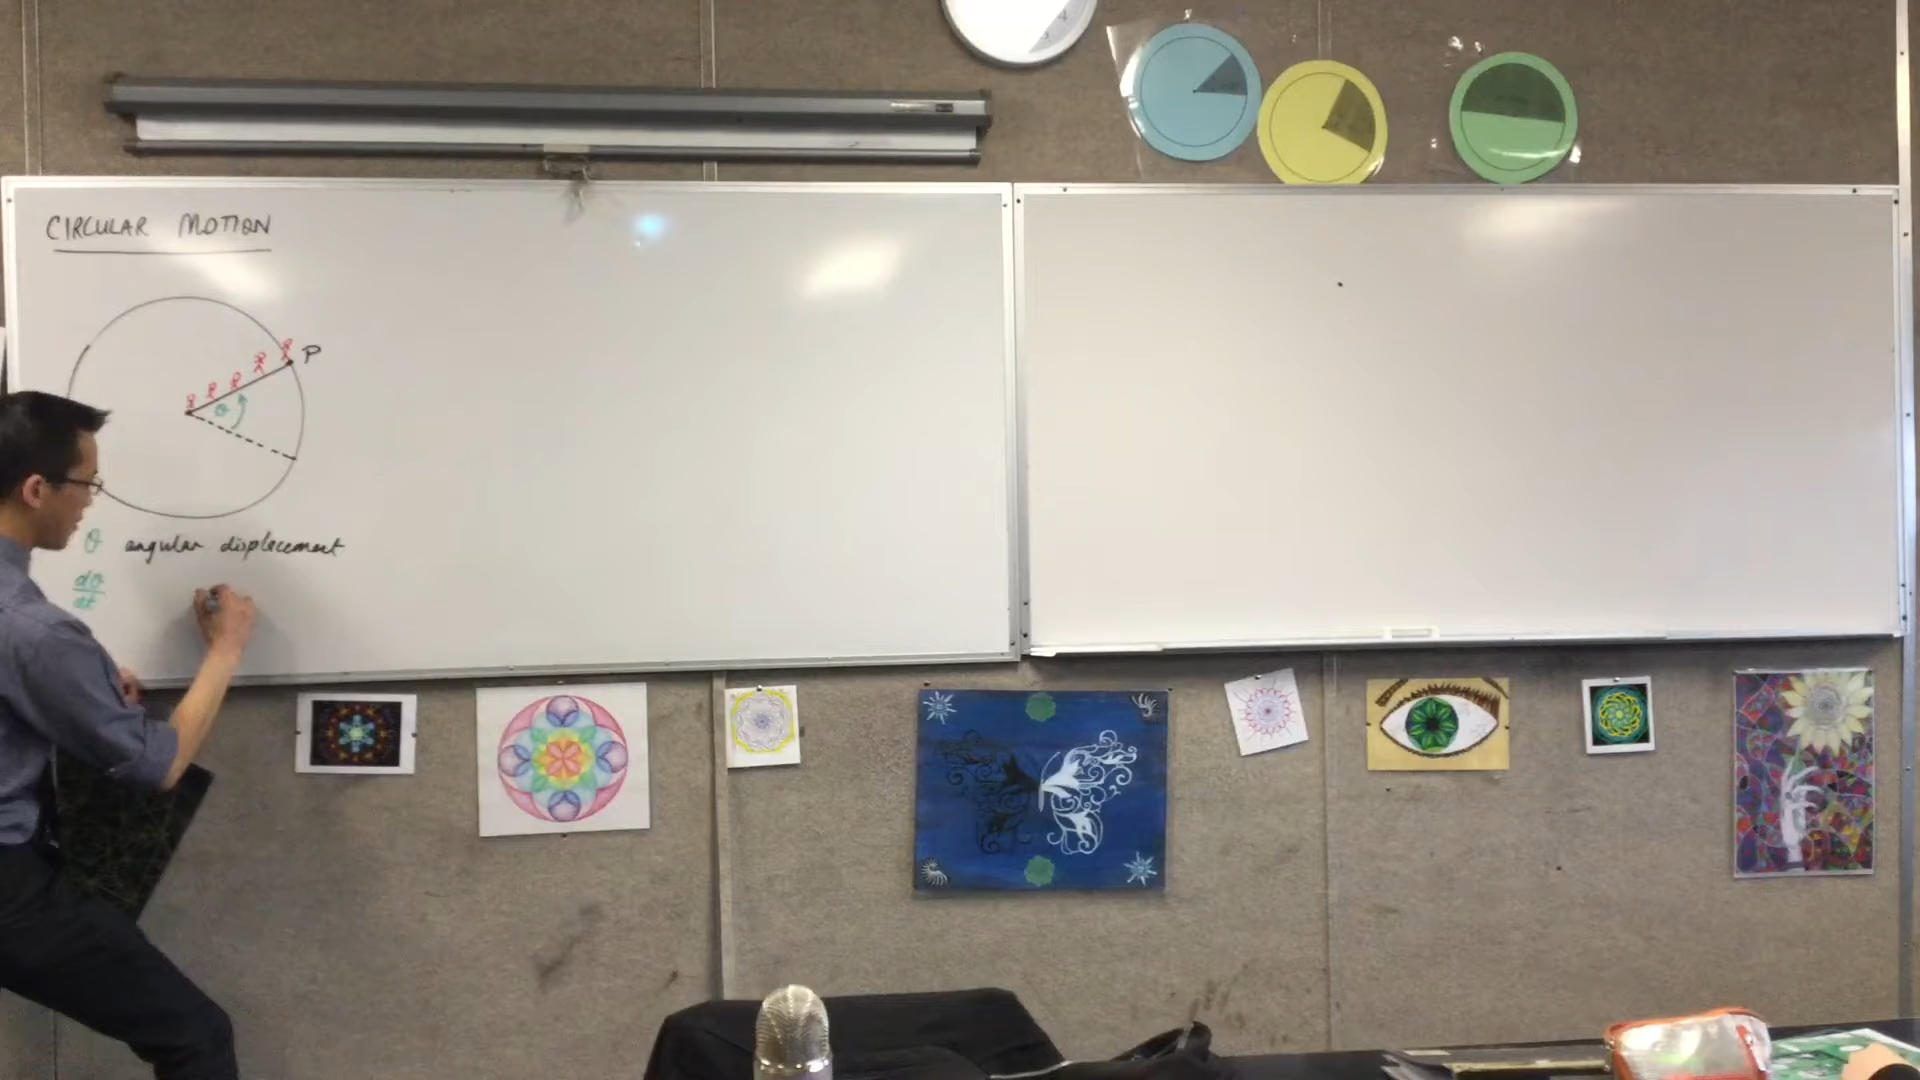 CIRCULAR MOTION
P
θ
θ angular displacement
dθ
dt